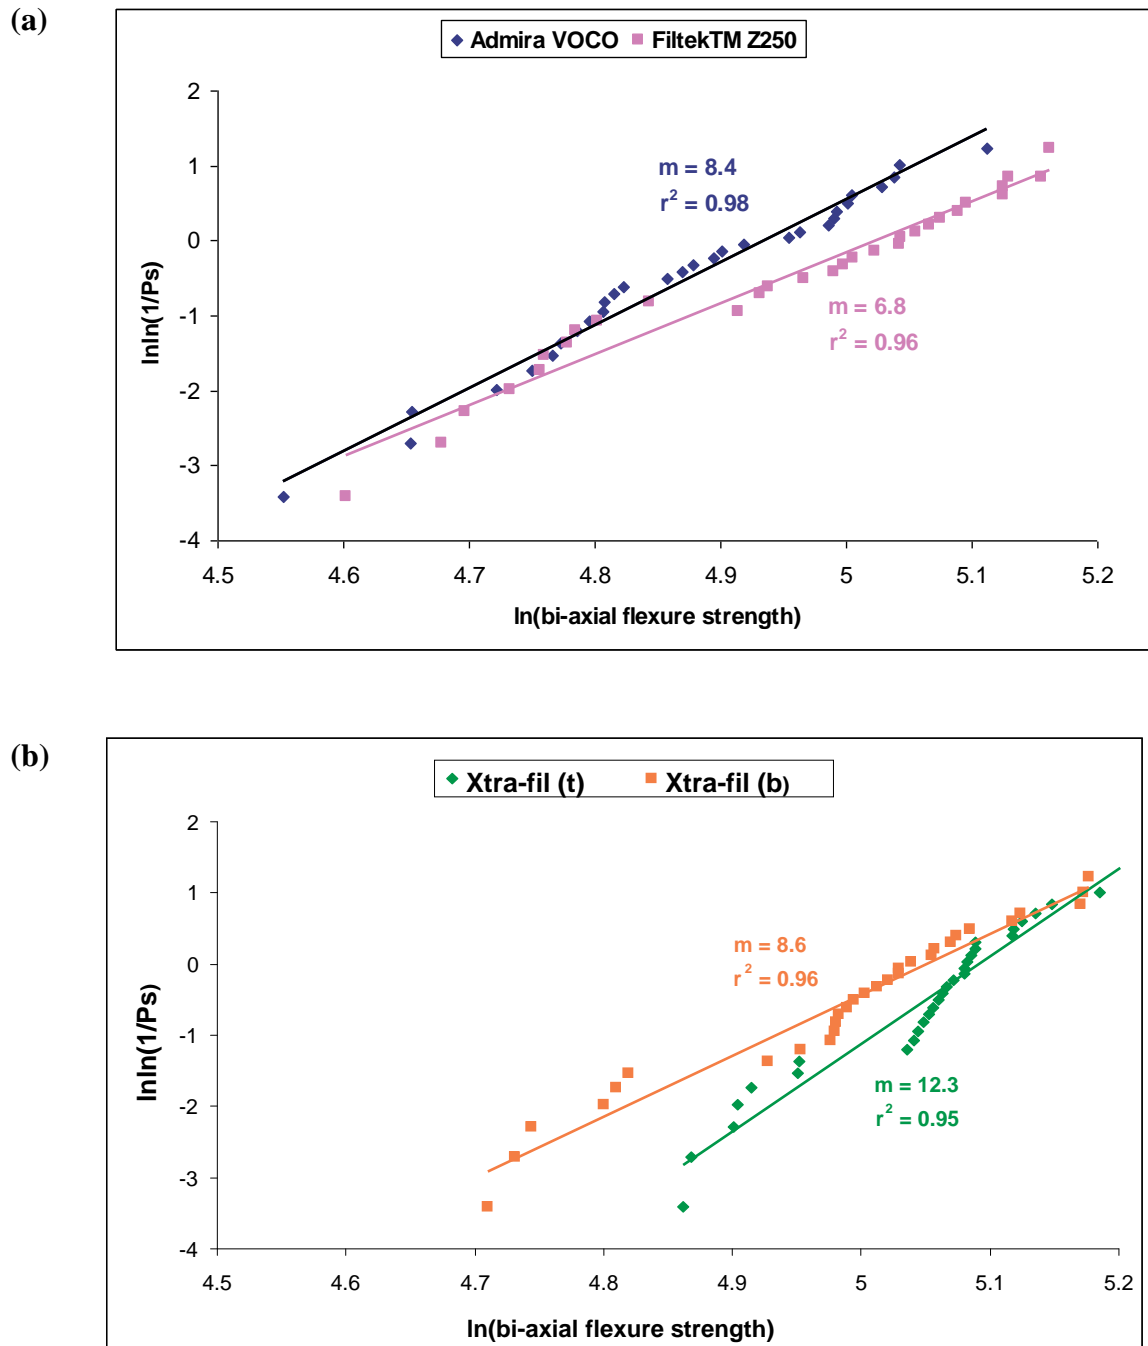 (a)
Admira VOCO FiltekTM Z250
2
1
0
-1
-2
-3
-4
lnln(1/Ps)
m = 8.4
r² = 0.98
m = 6.8
r² = 0.96
4.5 4.6 4.7 4.8 4.9 5 5.1 5.2
ln(bi-axial flexure strength)
(b)
Xtra-fil (t) Xtra-fil (b)
2
1
0
-1
-2
-3
-4
lnln(1/Ps)
m = 8.6
r² = 0.96
m = 12.3
r² = 0.95
4.5 4.6 4.7 4.8 4.9 5 5.1 5.2
ln(bi-axial flexure strength)